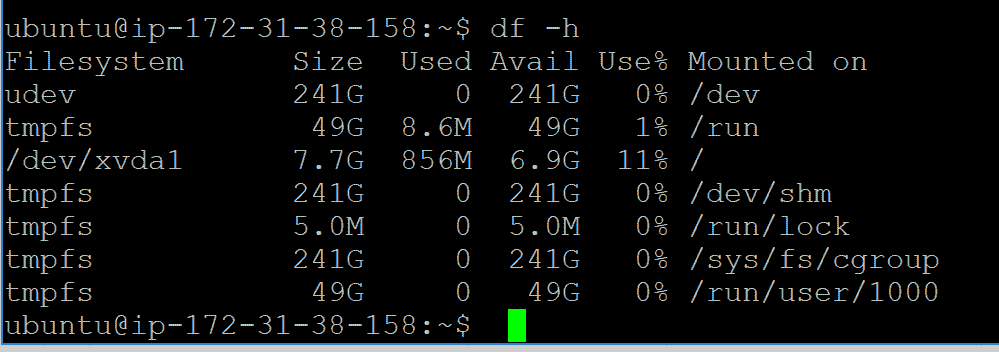 ubuntu@ip-172-31-38-158:~$ df -h
Filesystem      Size  Used Avail Use% Mounted on
udev            241G     0  241G   0% /dev
tmpfs            49G  8.6M   49G   1% /run
/dev/xvda1      7.7G  856M  6.9G  11% /
tmpfs           241G     0  241G   0% /dev/shm
tmpfs           5.0M     0  5.0M   0% /run/lock
tmpfs           241G     0  241G   0% /sys/fs/cgroup
tmpfs            49G     0   49G   0% /run/user/1000
ubuntu@ip-172-31-38-158:~$